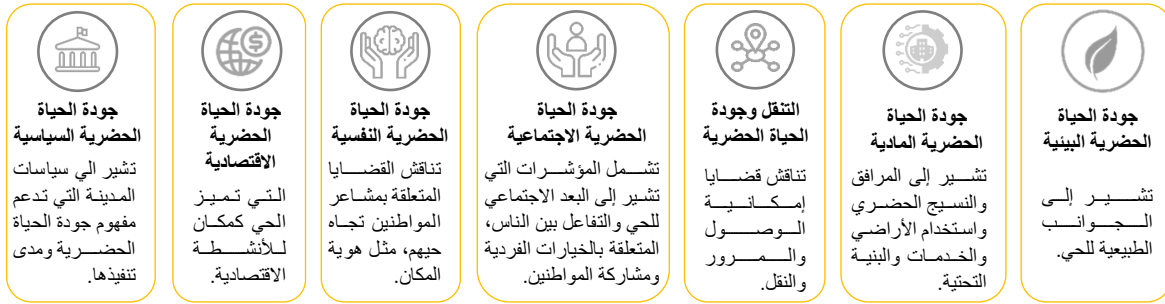 جودة الحياة
الحضرية البيئية
تشير إلى
الجوانب
الطبيعية للحي.
جودة الحياة
الحضرية المادية
تشير إلى المرافق
والنسيج الحضري
واستخدام الأراضي
والخدمات والبنية
التحتية.
التنقل وجودة
الحياة الحضرية
تناقش قضايا
إمكانية
الوصول
والمرور
والنقل.
جودة الحياة
الحضرية الاجتماعية
تشمل المؤشرات التي
تشير إلى البعد الاجتماعي
للحي والتفاعل بين الناس،
المتعلقة بالخيارات الفردية
ومشاركة المواطنين.
جودة الحياة
الحضرية النفسية
تناقش القضايا
المتعلقة بمشاعر
المواطنين تجاه
حيهم، مثل هوية
المكان.
جودة الحياة
الحضرية
الاقتصادية
التي تميز
الحي كمكان
للأنشطة
الاقتصادية.
جودة الحياة
الحضرية السياسية
تشير الي سياسات
المدينة التي تدعم
مفهوم جودة الحياة
الحضرية ومدى
تنفيذها.